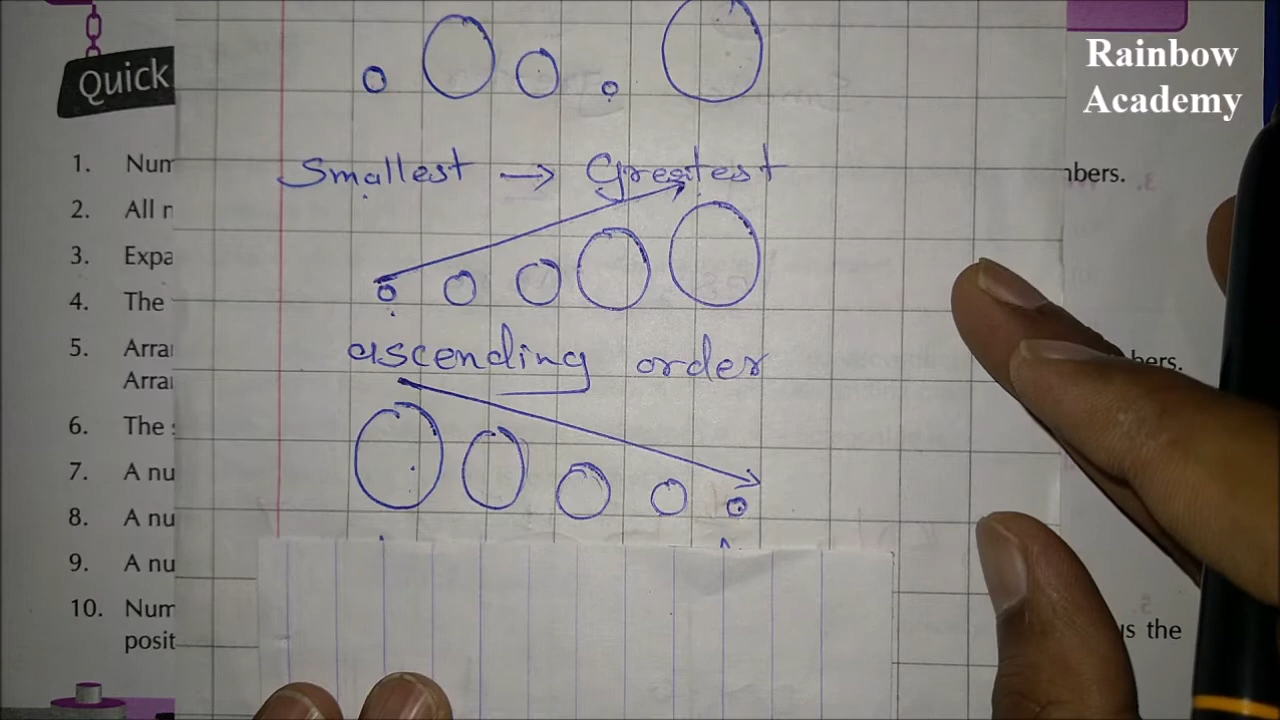 Rainbow
Academy
Quick
Smallest → Greatest
ascending order
1. Num
nbers.
2. All n
3. Expa
4. The
5. Arra
bers.
Arra
6. The s
7. A nu
8. A nu
9. A nu
10. Num
posit
us the